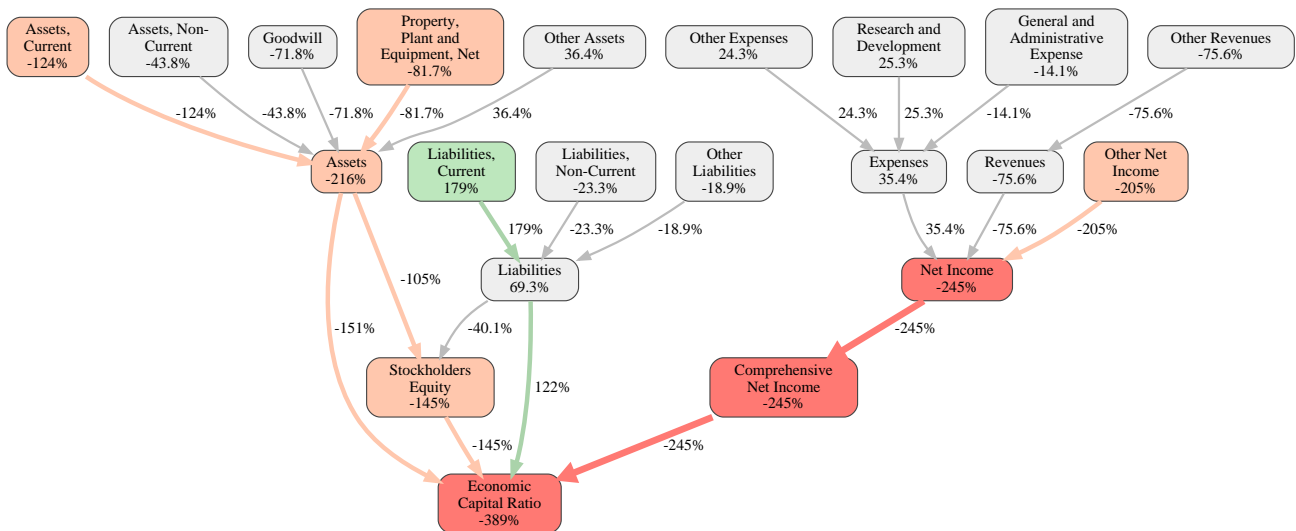 Assets,
Current
-124%
Assets, Non-
Current
-43.8%
Goodwill
-71.8%
Property,
Plant and
Equipment, Net
-81.7%
Other Assets
36.4%
Other Expenses
24.3%
Research and
Development
25.3%
General and
Administrative
Expense
-14.1%
Other Revenues
-75.6%
-124%
-43.8%
-71.8%
-81.7%
36.4%
24.3%
25.3%
-14.1%
-75.6%
Assets
-216%
Liabilities,
Current
179%
Liabilities,
Non-Current
-23.3%
Other
Liabilities
-18.9%
Expenses
35.4%
Revenues
-75.6%
Other Net
Income
-205%
179%
-23.3%
-18.9%
35.4%
-75.6%
-205%
Liabilities
69.3%
Net Income
-245%
-105%
-151%
-40.1%
-245%
Stockholders
Equity
-145%
122%
Comprehensive
Net Income
-245%
-145%
-245%
Economic
Capital Ratio
-389%